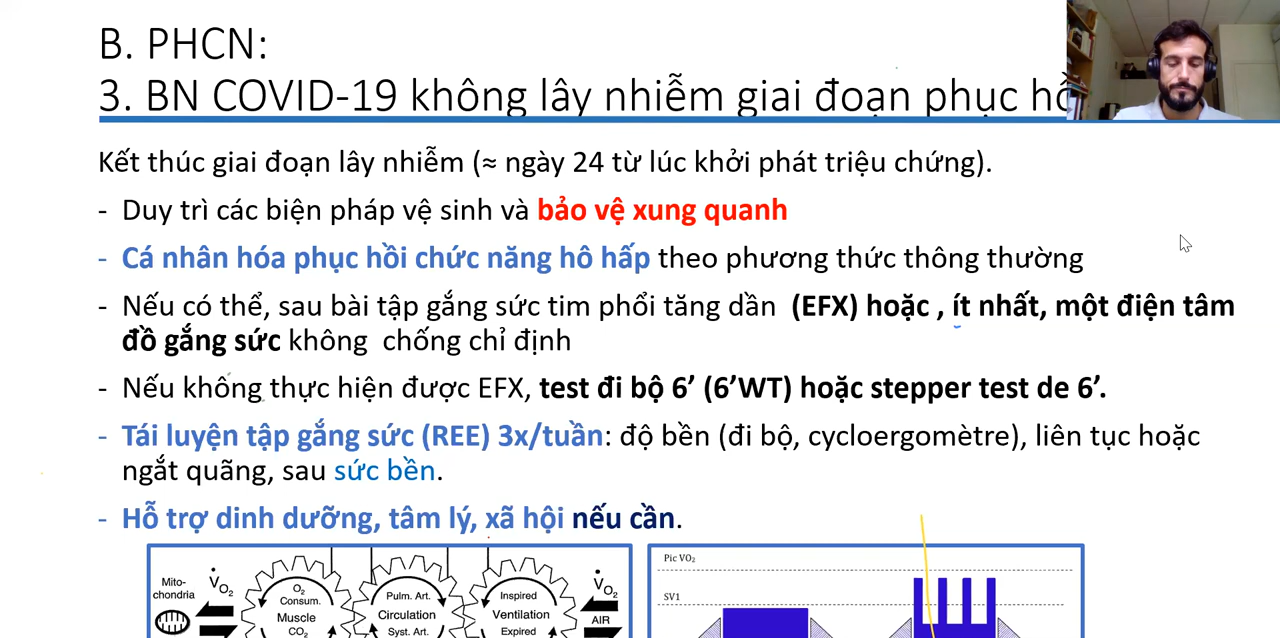 B. PHCN:
3. BN COVID-19 không lây nhiễm giai đoạn phục
Kết thúc giai đoạn lây nhiễm (≈ ngày 24 từ lúc khởi phát triệu chứng).
- Duy trì các biện pháp vệ sinh và bảo vệ xung quanh
- Cá nhân hóa phục hồi chức năng hô hấp theo phương thức thông thường
- Nếu có thể, sau bài tập gắng sức tim phổi tăng dần (EFX) hoặc , ít nhất, một điện tâm
đồ gắng sức không chống chỉ định
- Nếu không thực hiện được EFX, test đi bộ 6’ (6’WT) hoặc stepper test de 6’.
- Tái luyện tập gắng sức (REE) 3x/tuần: độ bền (đi bộ, cycloergomètre), liên tục hoặc
ngắt quãng, sau sức bền.
- Hỗ trợ dinh dưỡng, tâm lý, xã hội nếu cần.
Mito-
chondria
V̇O₂
O₂
Consum.
Muscle
CO₂
Pulm. Art.
Circulation
Syst. Art.
Inspired
Ventilation
Expired
V̇O₂
AIR
Pic VO₂
SV1